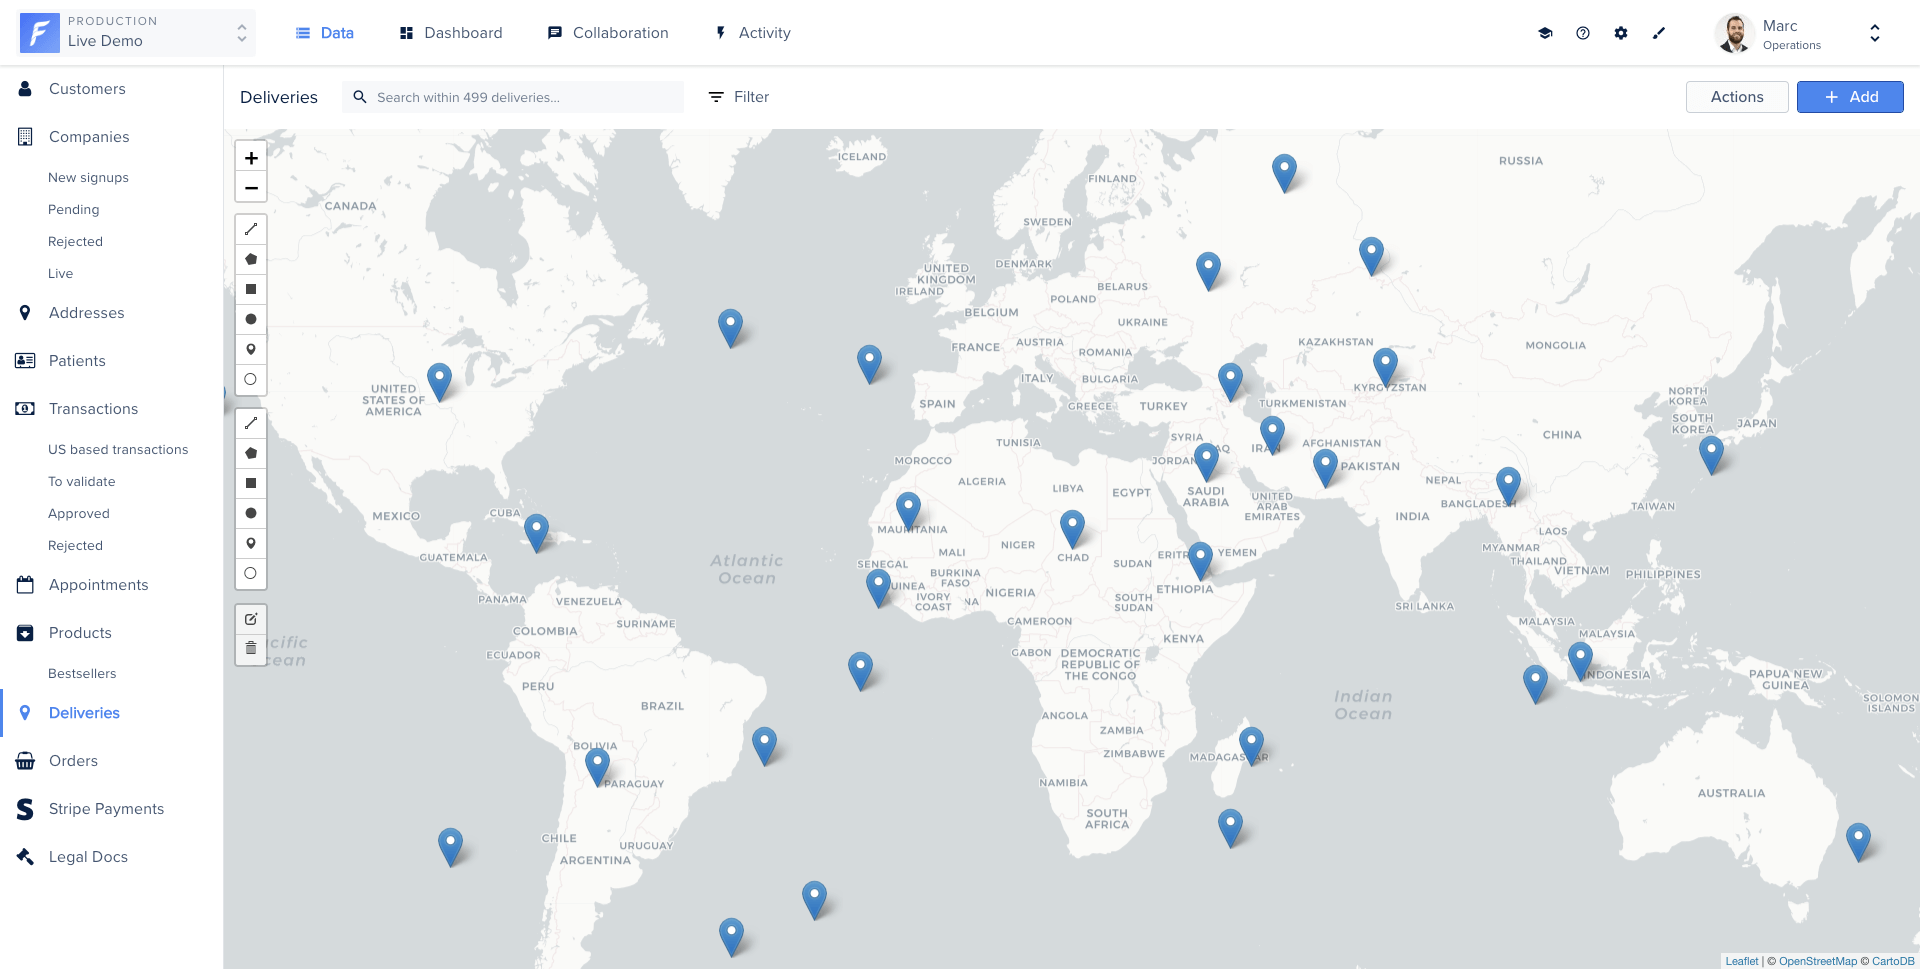 PRODUCTION
Live Demo
Data
Dashboard
Collaboration
Activity
Marc
Operations
Customers
Companies
New signups
Pending
Rejected
Live
Addresses
Patients
Transactions
US based transactions
To validate
Approved
Rejected
Appointments
Products
Bestsellers
Deliveries
Orders
Stripe Payments
Legal Docs
Deliveries
Search within 499 deliveries...
Filter
Actions
+ Add
+
−
ICELAND
RUSSIA
FINLAND
CANADA
SWEDEN
DENMARK
UNITED
KINGDOM
IRELAND
BELARUS
POLAND
BELGIUM
UKRAINE
FRANCE
AUSTRIA
ROMANIA
KAZAKHSTAN
MONGOLIA
ITALY
BULGARIA
KYRGYZSTAN
UNITED
STATES OF
AMERICA
SPAIN
GREECE
TURKEY
TURKMENISTAN
NORTH
KOREA
SOUTH
KOREA
JAPAN
TUNISIA
SYRIA
IRAN
AFGHANISTAN
CHINA
MOROCCO
JORDAN
PAKISTAN
ALGERIA
LIBYA
EGYPT
SAUDI
ARABIA
UNITED
ARAB
EMIRATES
NEPAL
BANGLADESH
TAIWAN
MEXICO
CUBA
MAURITANIA
INDIA
LAOS
GUATEMALA
MALI
NIGER
CHAD
SUDAN
YEMEN
MYANMAR
THAILAND
VIETNAM
PHILIPPINES
Atlantic
Ocean
SENEGAL
BURKINA
FASO
IVORY
COAST
NIGERIA
ETHIOPIA
SOUTH
SUDAN
SRI LANKA
PANAMA
VENEZUELA
CAMEROON
MALAYSIA
MALAYSIA
COLOMBIA
SURINAME
KENYA
ECUADOR
GABON
DEMOCRATIC
REPUBLIC OF
THE CONGO
INDONESIA
PAPUA NEW
GUINEA
SOLOMON
ISLANDS
PERU
BRAZIL
Indian
Ocean
ANGOLA
ZAMBIA
BOLIVIA
ZIMBABWE
MADAGASCAR
PARAGUAY
NAMIBIA
AUSTRALIA
SOUTH
AFRICA
CHILE
URUGUAY
ARGENTINA
Leaflet | © OpenStreetMap © CartoDB